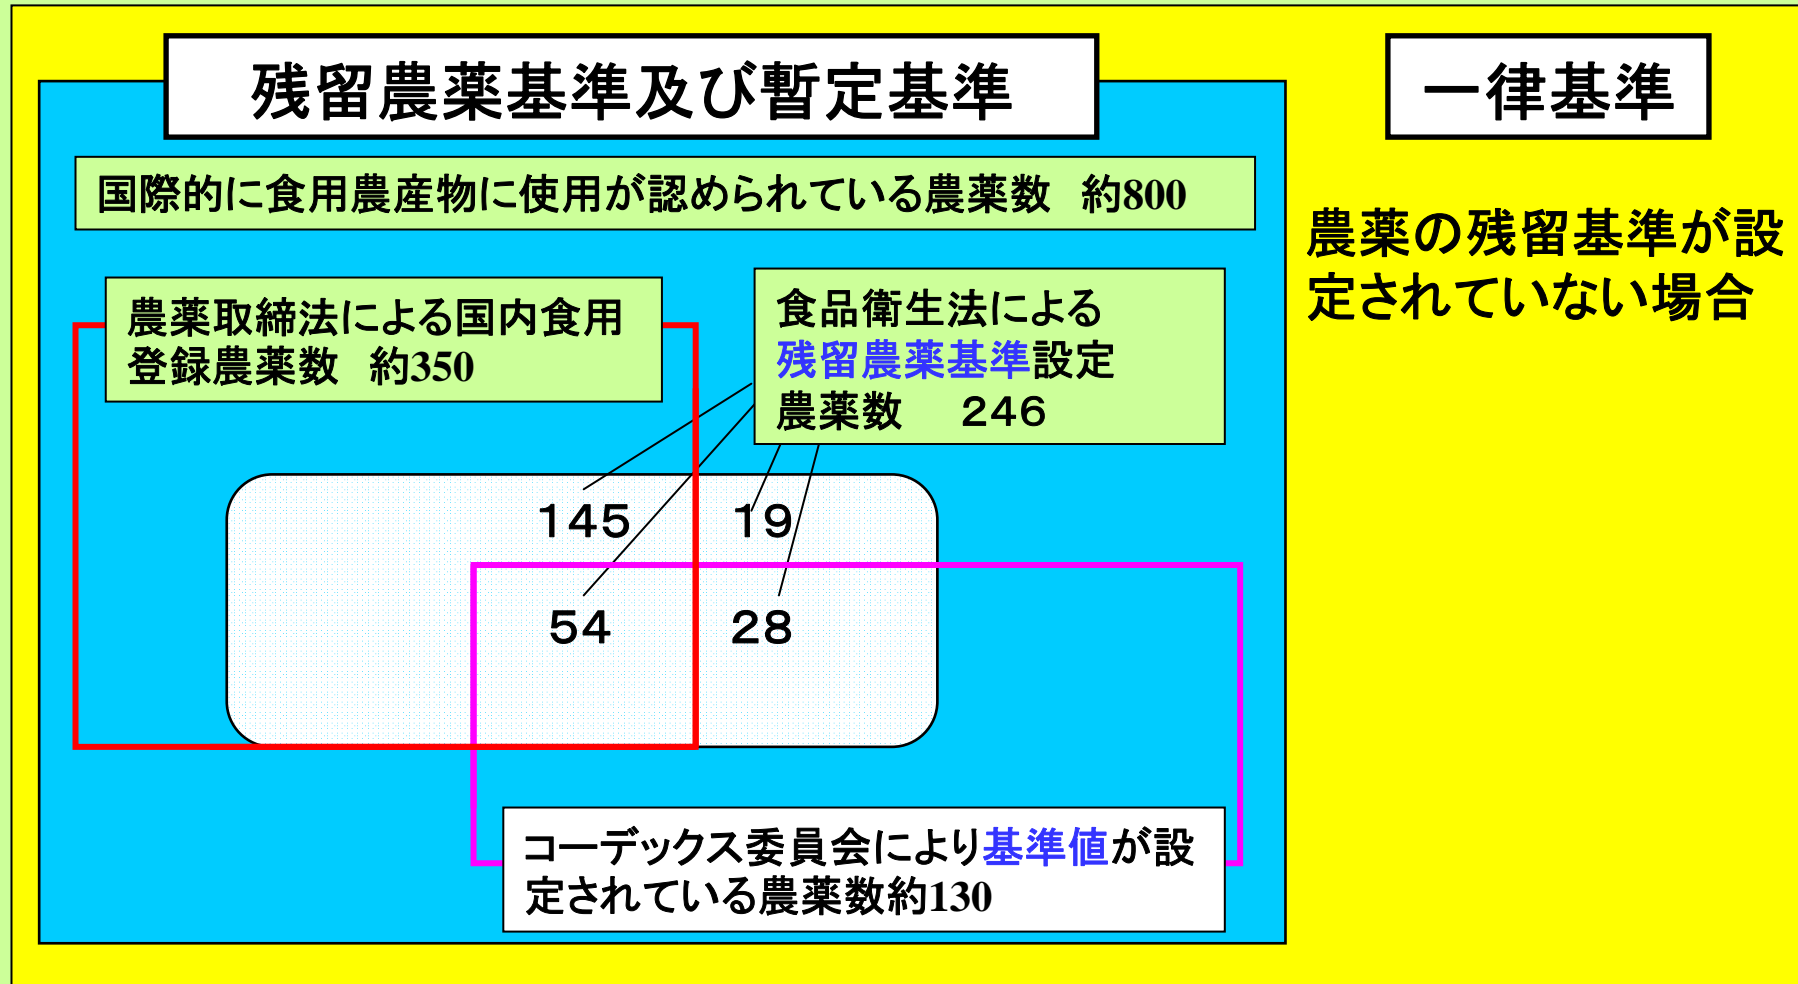 残留農薬基準及び暫定基準
一律基準
国際的に食用農産物に使用が認められている農薬数　約800
農薬の残留基準が設
定されていない場合
農薬取締法による国内食用
登録農薬数　約350
食品衛生法による
残留農薬基準設定
農薬数　246
145
19
54
28
コーデックス委員会により基準値が設
定されている農薬数約130